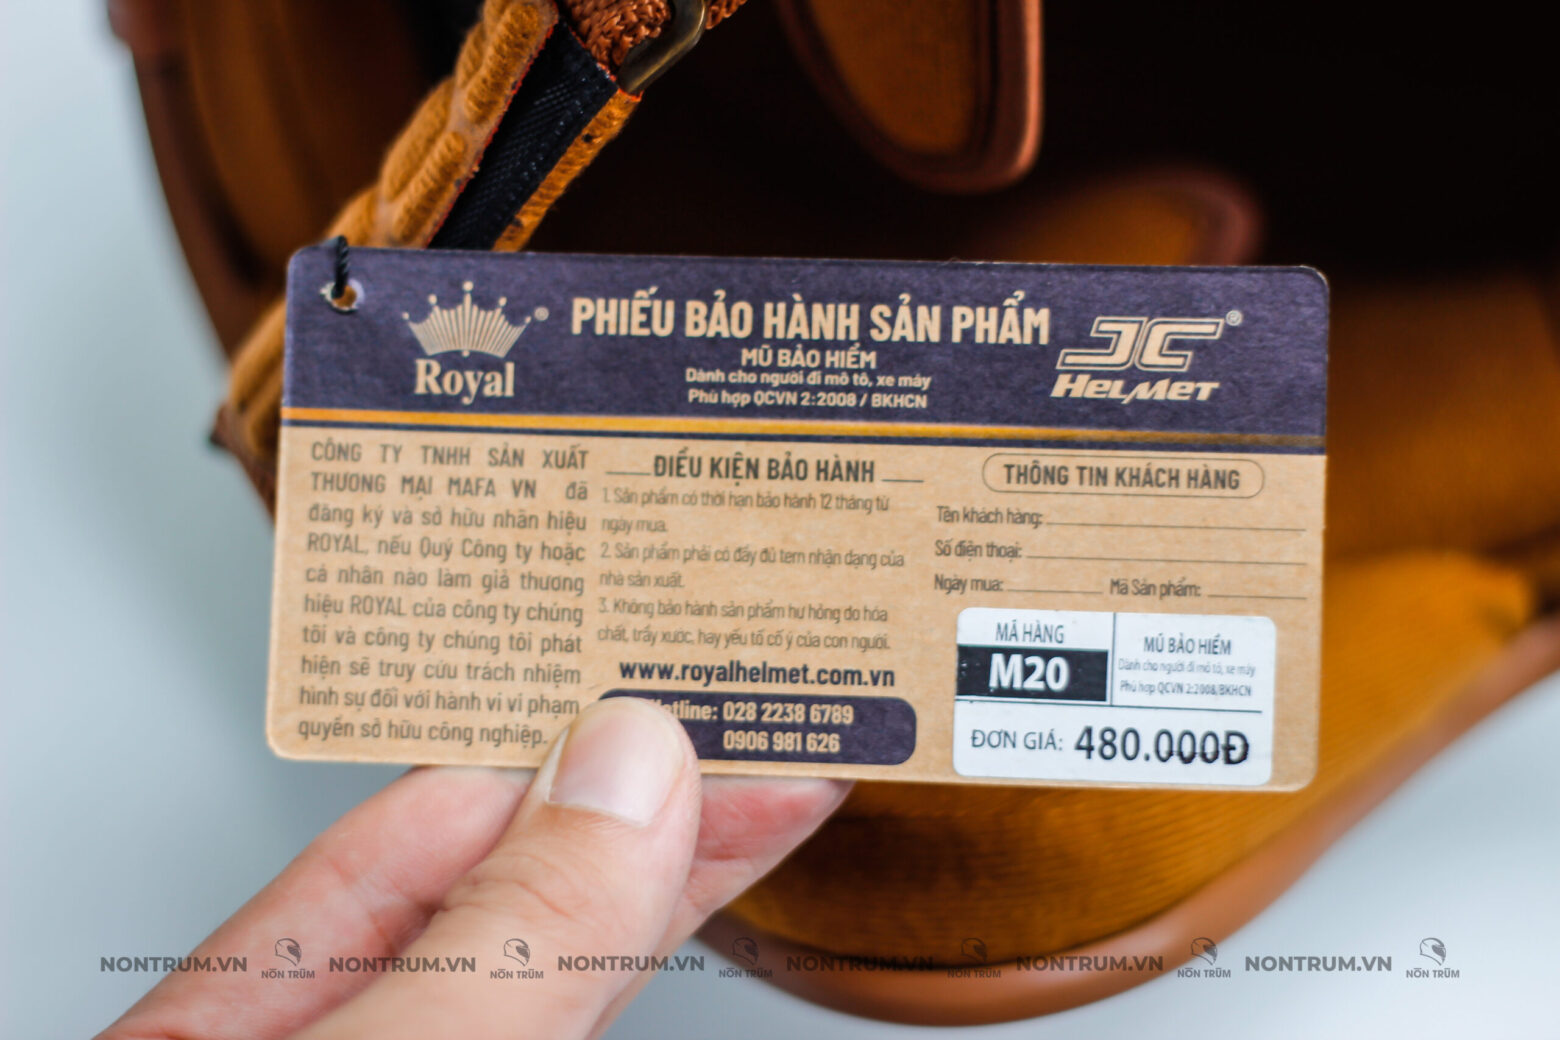 Royal ®
PHIẾU BẢO HÀNH SẢN PHẨM
MŨ BẢO HIỂM
Dành cho người đi mô tô, xe máy
Phù hợp QCVN 2:2008 / BKHCN
JC ®
HELMET
CÔNG TY TNHH SẢN XUẤT
THƯƠNG MẠI MAFA VN đã
đăng ký và sở hữu nhãn hiệu
ROYAL, nếu Quý Công ty hoặc
cá nhân nào làm giả thương
hiệu ROYAL của công ty chúng
tôi và công ty chúng tôi phát
hiện sẽ truy cứu trách nhiệm
hình sự đối với hành vi vi phạm
quyền sở hữu công nghiệp.
ĐIỀU KIỆN BẢO HÀNH
1. Sản phẩm có thời hạn bảo hành 12 tháng từ
ngày mua.
2. Sản phẩm phải có đầy đủ tem nhận dạng của
nhà sản xuất.
3. Không bảo hành sản phẩm hư hỏng do hóa
chất, trầy xước, hay yếu tố cố ý của con người.
www.royalhelmet.com.vn
Hotline: 028 2238 6789
0906 981 626
THÔNG TIN KHÁCH HÀNG
Tên khách hàng:
Số điện thoại:
Ngày mua: Mã Sản phẩm:
MÃ HÀNG
M20
MŨ BẢO HIỂM
Dành cho người đi mô tô, xe máy
Phù hợp QCVN 2:2008/BKHCN
ĐƠN GIÁ: 480.000Đ
NONTRUM.VN NÓN TRÙM NONTRUM.VN NÓN TRÙM NONTRUM.VN NÓN TRÙM NONTRUM.VN NÓN TRÙM NONTRUM.VN NÓN TRÙM NONTRUM.VN NÓN TRÙM